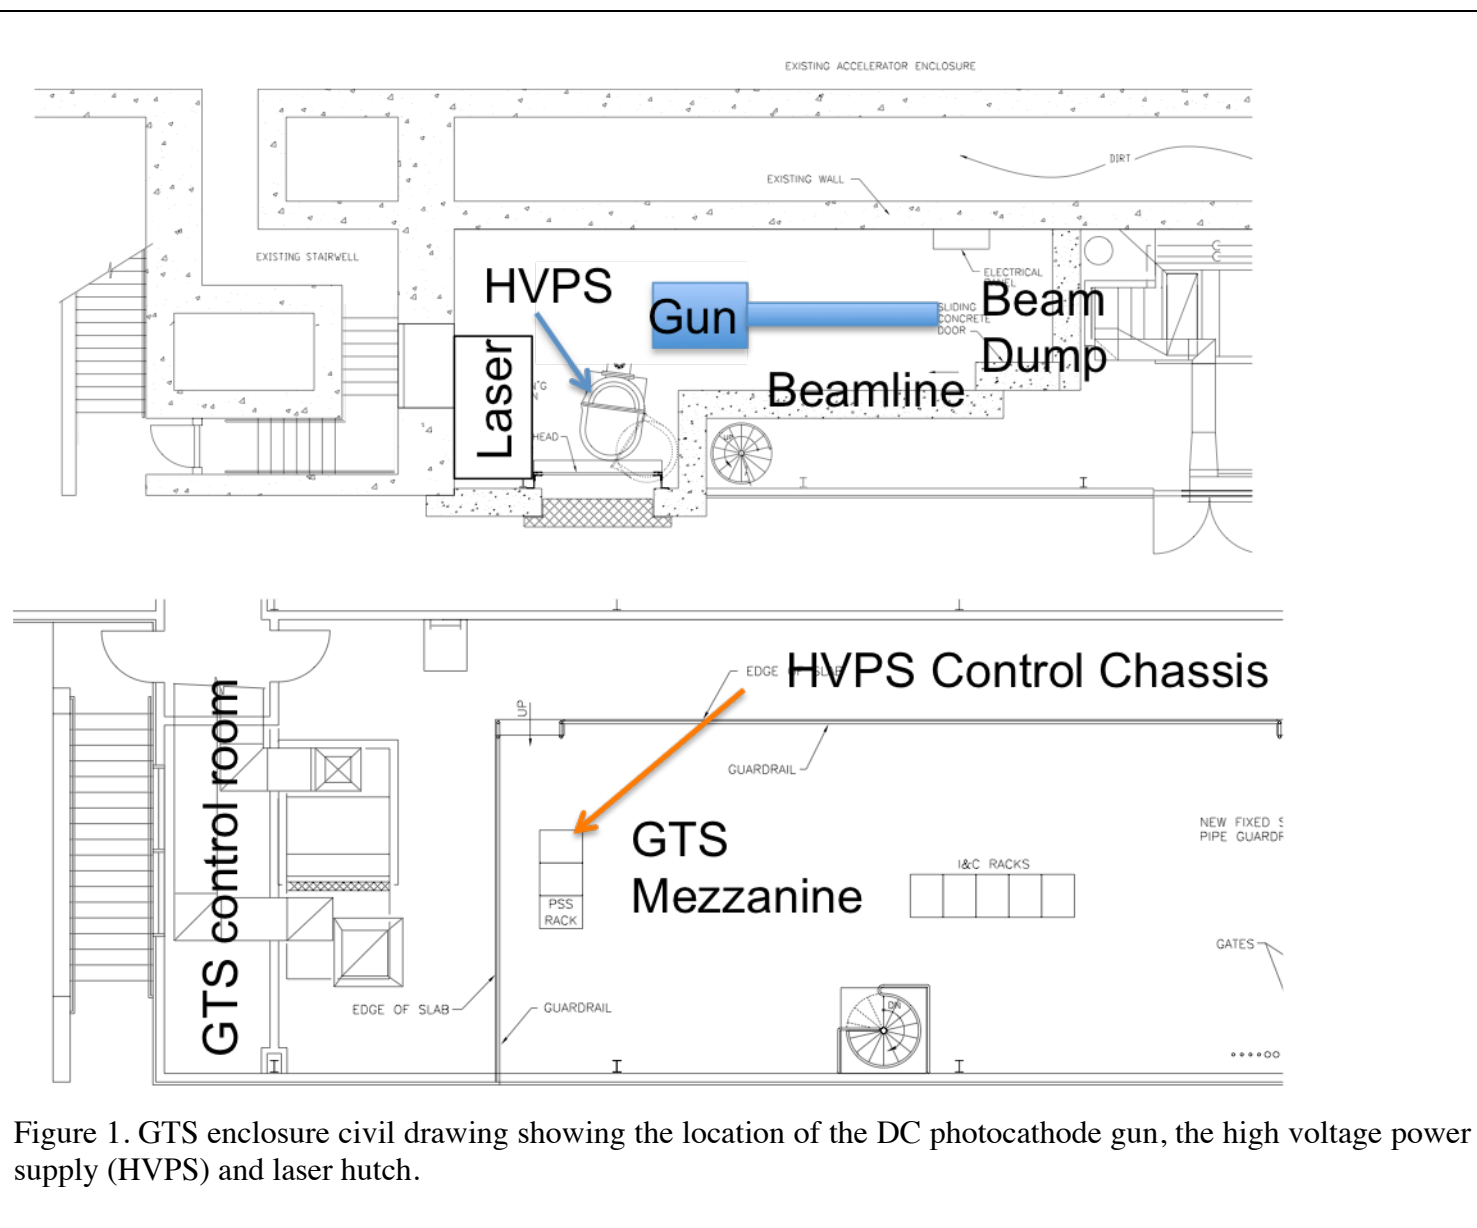 EXISTING ACCELERATOR ENCLOSURE
DIRT
EXISTING WALL
EXISTING STAIRWELL
HVPS
ELECTRICAL
Gun
SLIDING
CONCRETE
DOOR
Beam
Dump
Laser
Beamline
HEAD
UP
EDGE OF SLAB
HVPS Control Chassis
UP
GUARDRAIL
GTS control room
GTS
Mezzanine
NEW FIXED
PIPE
I&C RACKS
PSS
RACK
GATES
EDGE OF SLAB
GUARDRAIL
DN
Figure 1. GTS enclosure civil drawing showing the location of the DC photocathode gun, the high voltage power
supply (HVPS) and laser hutch.